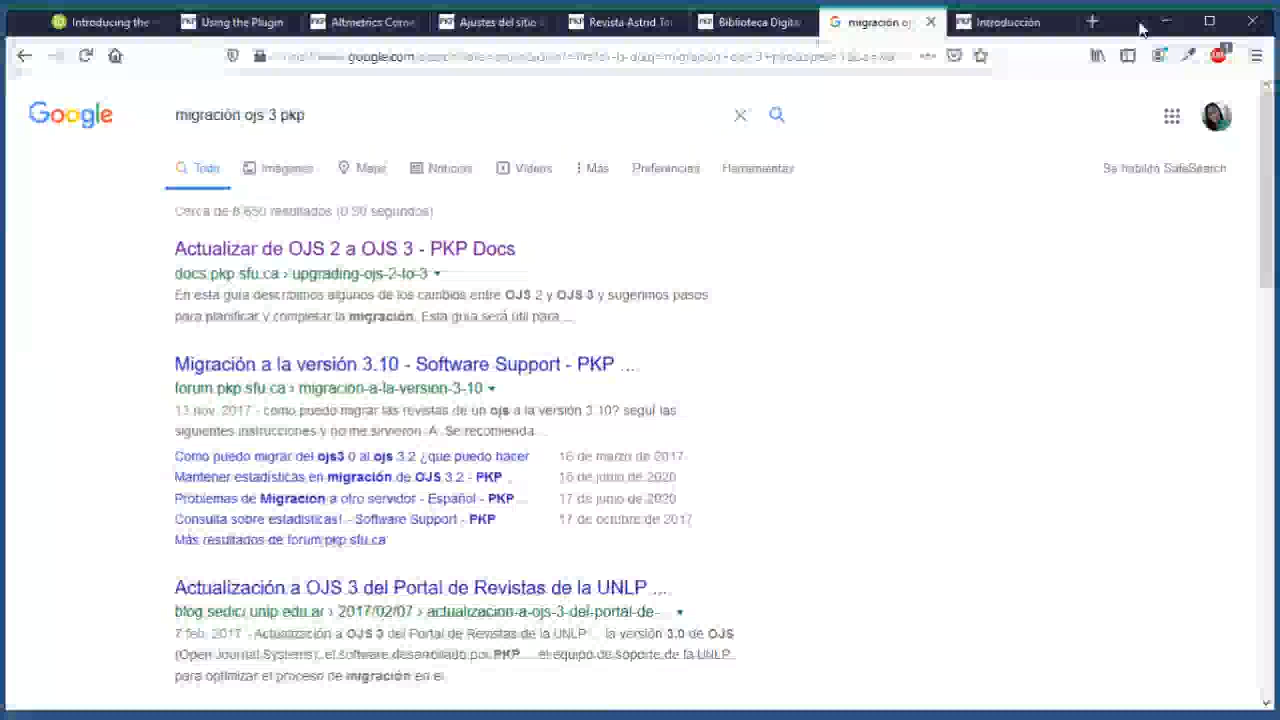 Introducing the
Using the Plugin
Altmetrics
Ajustes del sitio
Revista Astrid
Biblioteca Digita
migración oj
Introducción
www.google.com
Google
migración ojs 3 pkp
Todo
Imágenes
Maps
Noticias
Vídeos
Más
Preferencias
Herramientas
Se habilitó SafeSearch
Cerca de 6.650 resultados (0.30 segundos)
Actualizar de OJS 2 a OJS 3 - PKP Docs
docs.pkp.sfu.ca › upgrading-ojs-2-to-3
En esta guía describimos algunos de los cambios entre OJS 2 y OJS 3 y sugerimos pasos
para planificar y completar la migración. Esta guía será útil para ...
Migración a la versión 3.10 - Software Support - PKP ...
forum.pkp.sfu.ca › migracion-a-la-version-3-10
13 nov. 2017 - como puedo migrar las revistas de un ojs a la versión 3.10? seguí las
siguientes instrucciones y no me sirvieron. A. Se recomienda...
Como puedo migrar del ojs3.0 al ojs 3.2 ¿que puedo hacer
16 de marzo de 2017
Mantener estadísticas en migración de OJS 3.2 - PKP ...
16 de junio de 2020
Problemas de Migracion a otro servidor - Español - PKP ...
17 de junio de 2020
Consulta sobre estadisticas! - Software Support - PKP
17 de octubre de 2017
Más resultados de forum.pkp.sfu.ca
Actualización a OJS 3 del Portal de Revistas de la UNLP ...
blog.sedici.unlp.edu.ar › 2017/02/07 › actualizacion-a-ojs-3-del-portal-de-
7 feb. 2017 - Actualización a OJS 3 del Portal de Revistas de la UNLP ... la versión 3.0 de OJS
(Open Journal Systems), el software desarrollado por PKP ... el equipo de soporte de la UNLP
para optimizar el proceso de migración en el